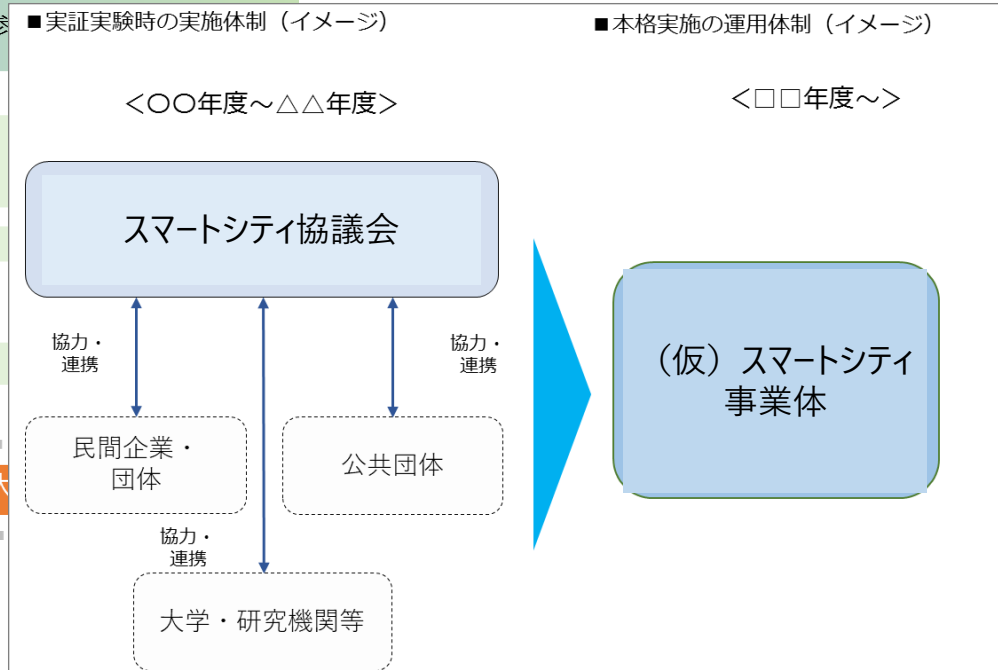 ■実証実験時の実施体制（イメージ）
＜〇〇年度～△△年度＞
スマートシティ協議会
協力・
連携
協力・
連携
民間企業・
団体
公共団体
協力・
連携
大学・研究機関等
■本格実施の運用体制（イメージ）
＜□□年度～＞
（仮）スマートシティ
事業体